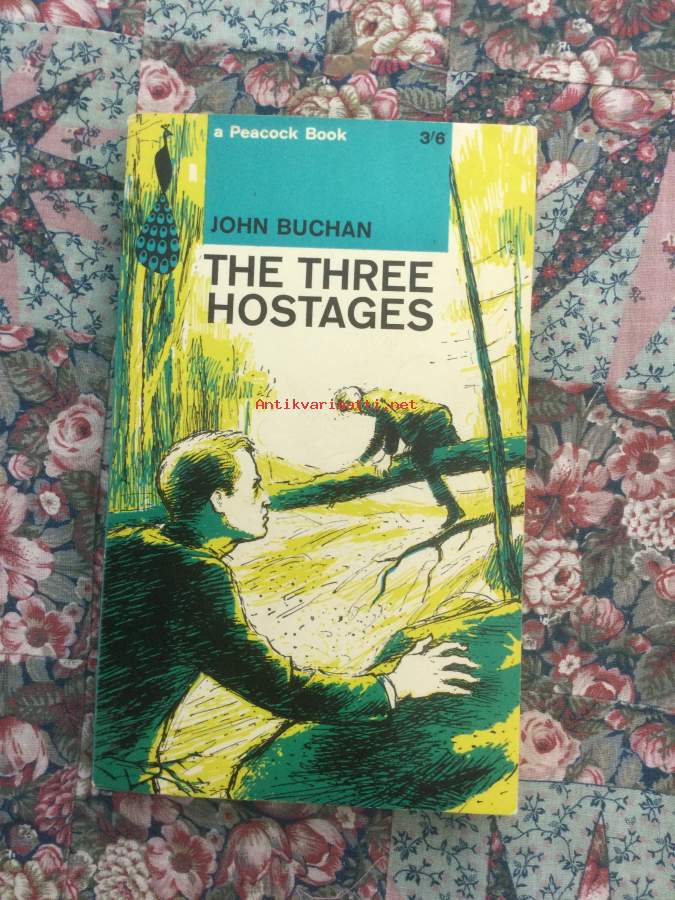 a Peacock Book 3/6
JOHN BUCHAN
THE THREE
HOSTAGES
Antikvariaatti.net